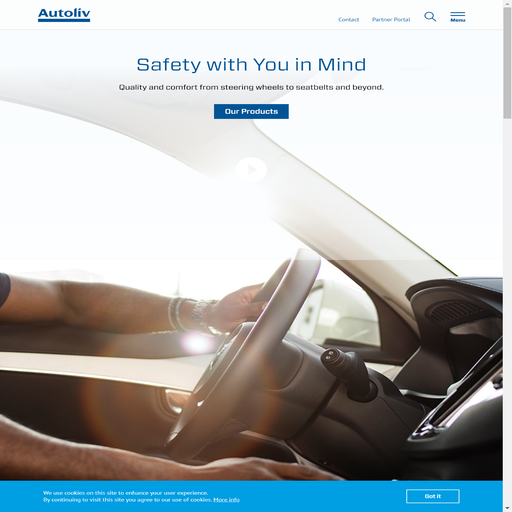 Autoliv
Contact
Partner Portal
Menu
Safety with You in Mind
Quality and comfort from steering wheels to seatbelts and beyond.
Our Products
We use cookies on this site to enhance your user experience.
By continuing to visit this site you agree to our use of cookies. More info
Got it